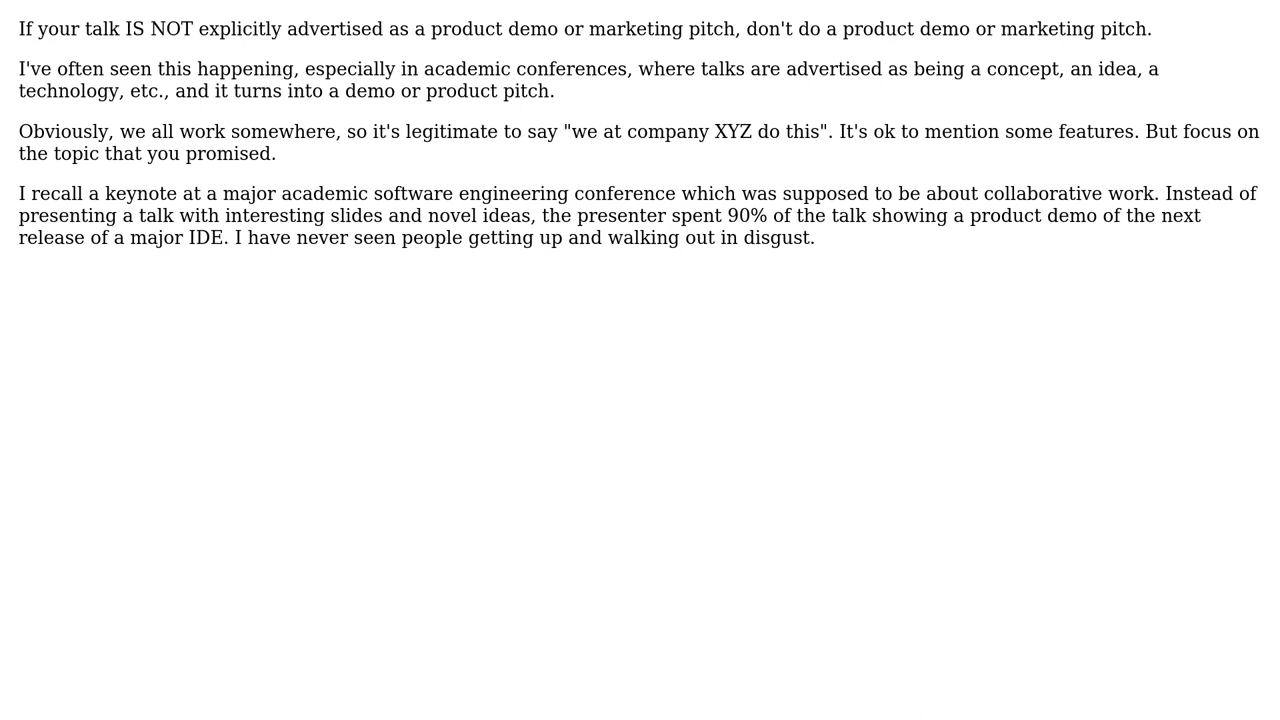 If your talk IS NOT explicitly advertised as a product demo or marketing pitch, don't do a product demo or marketing pitch.
I've often seen this happening, especially in academic conferences, where talks are advertised as being a concept, an idea, a
technology, etc., and it turns into a demo or product pitch.
Obviously, we all work somewhere, so it's legitimate to say "we at company XYZ do this". It's ok to mention some features. But focus on
the topic that you promised.
I recall a keynote at a major academic software engineering conference which was supposed to be about collaborative work. Instead of
presenting a talk with interesting slides and novel ideas, the presenter spent 90% of the talk showing a product demo of the next
release of a major IDE. I have never seen people getting up and walking out in disgust.